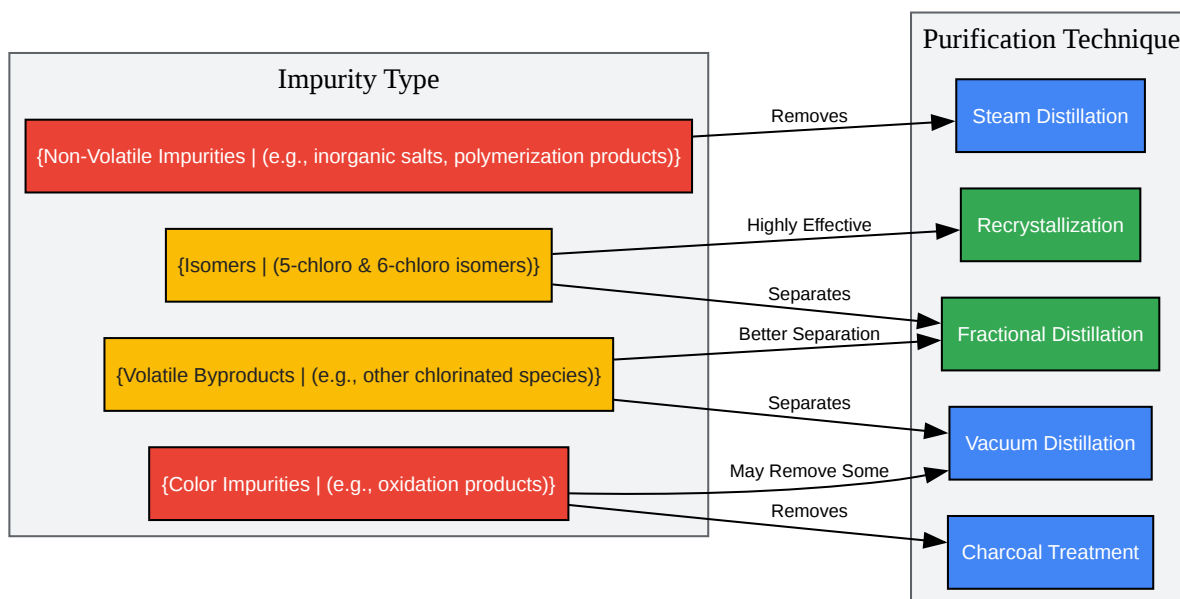 Impurity Type
{Non-Volatile Impurities | (e.g., inorganic salts, polymerization products)}
{Isomers | (5-chloro & 6-chloro isomers)}
{Volatile Byproducts | (e.g., other chlorinated species)}
{Color Impurities | (e.g., oxidation products)}
Removes
Highly Effective
Separates
Better Separation
Separates
May Remove Some
Removes
Purification Technique
Steam Distillation
Recrystallization
Fractional Distillation
Vacuum Distillation
Charcoal Treatment